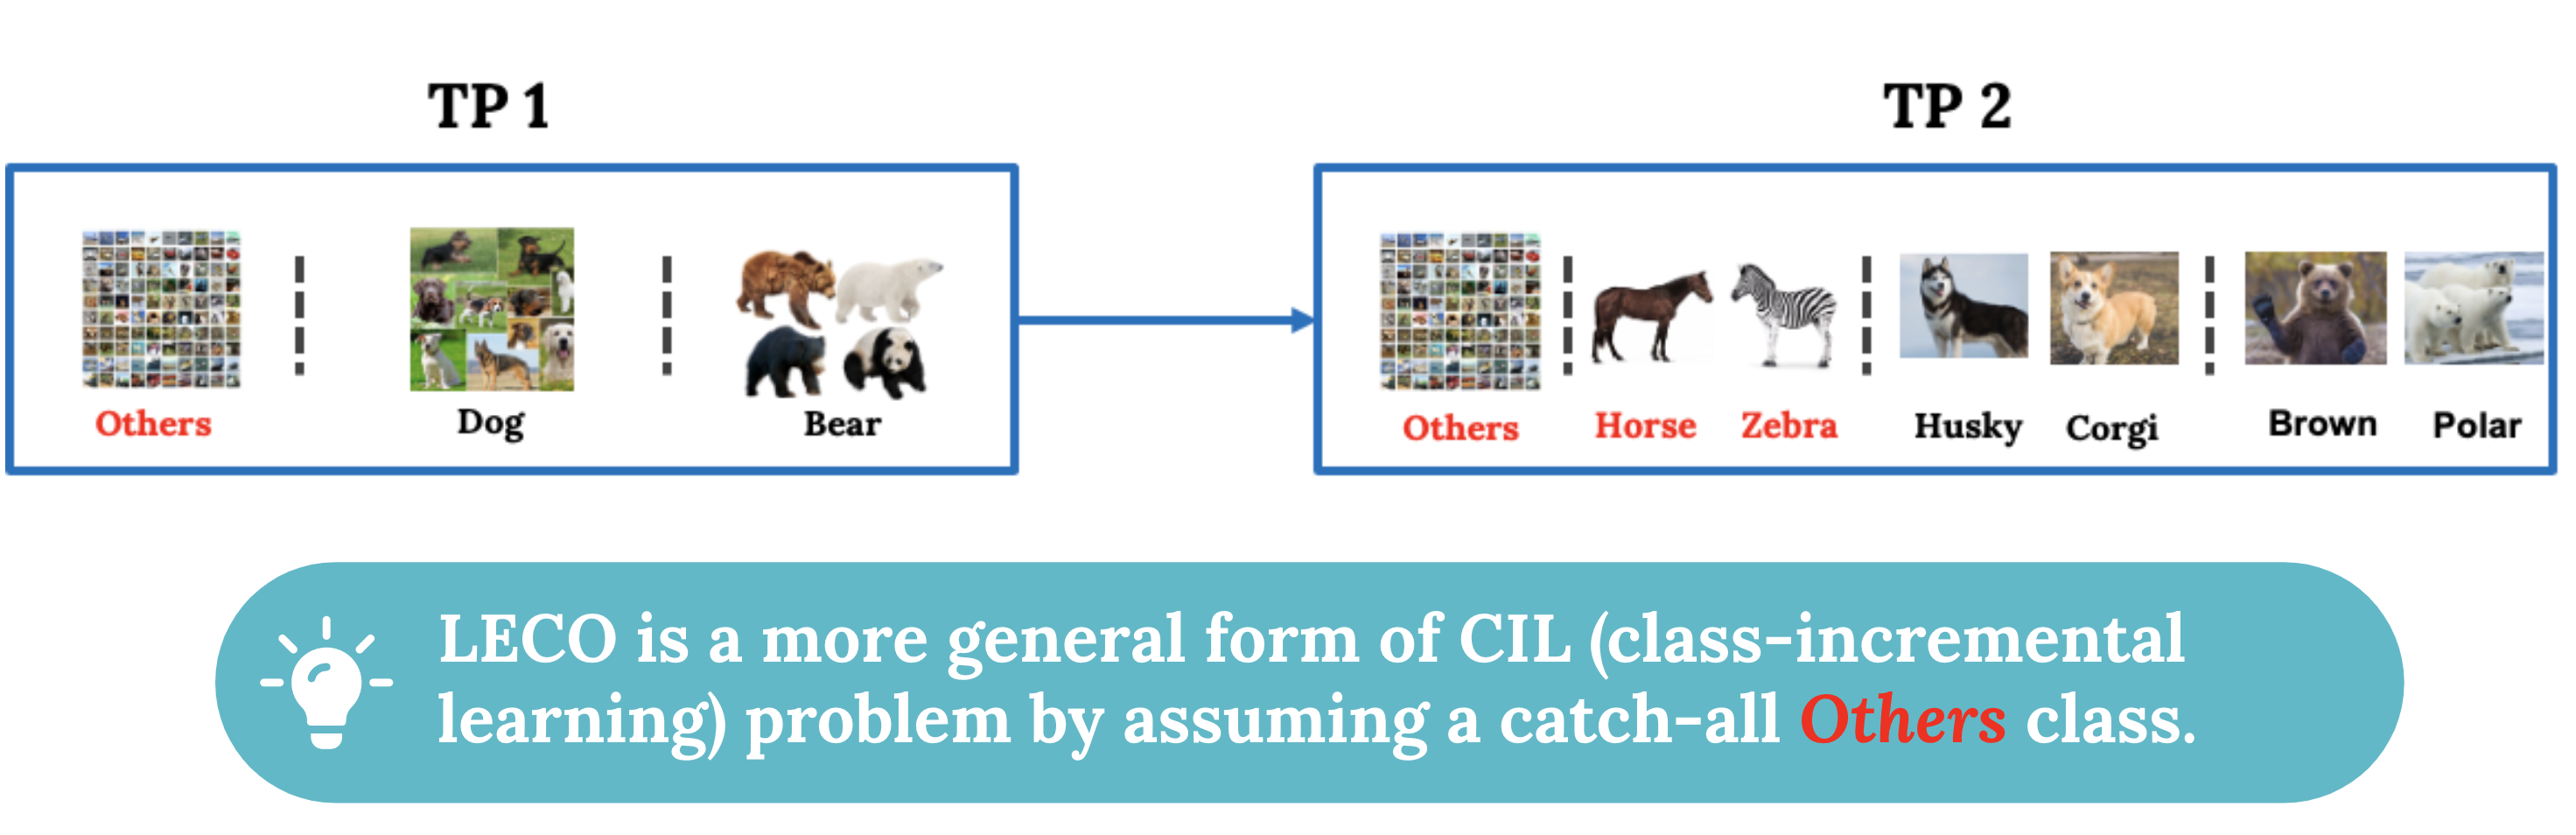 TP 1
Others
Dog
Bear
TP 2
Others
Horse
Zebra
Husky
Corgi
Brown
Polar
LECO is a more general form of CIL (class-incremental
learning) problem by assuming a catch-all Others class.